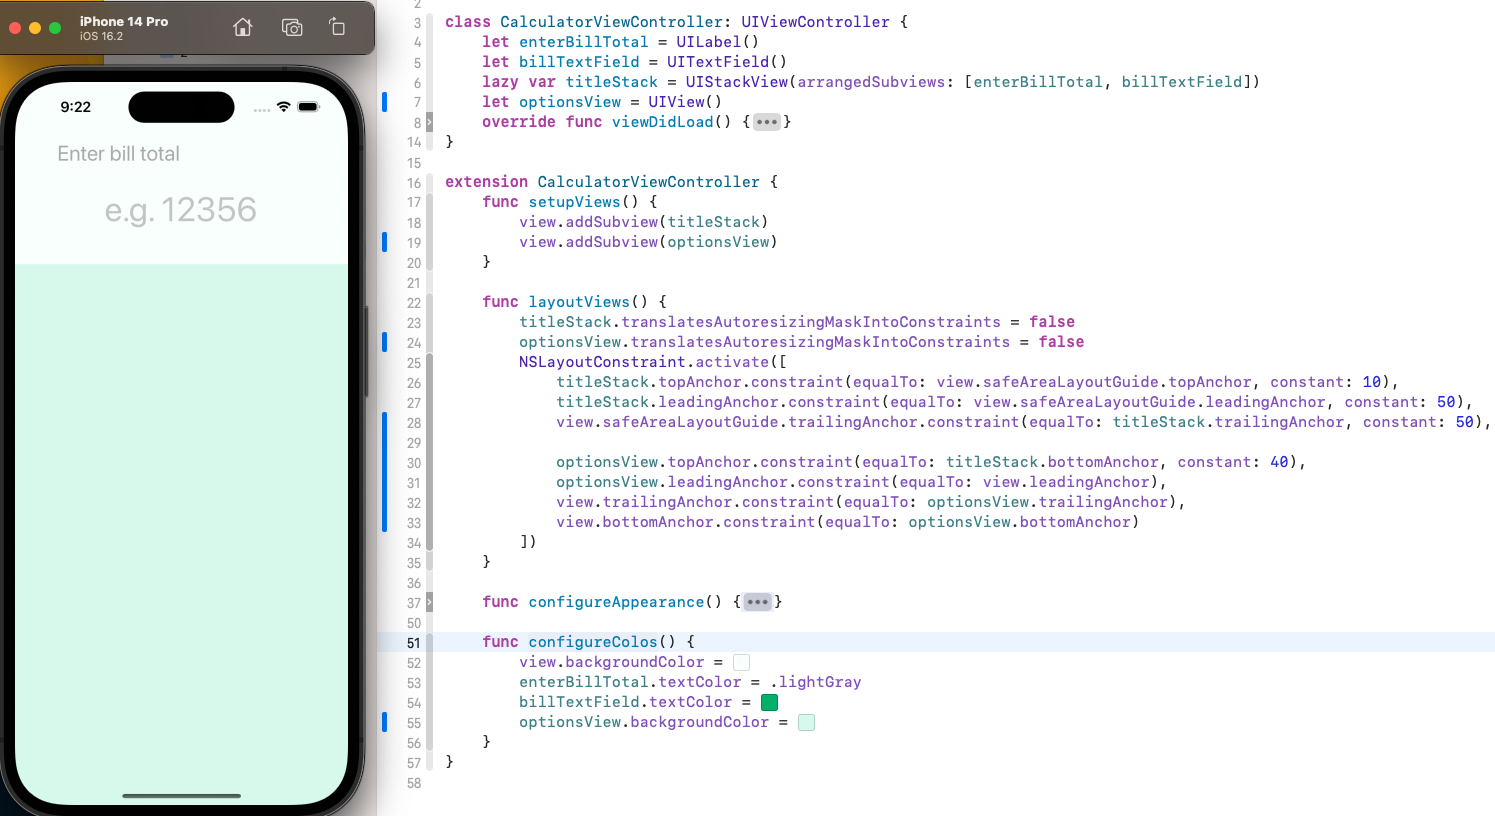 iPhone 14 Pro
iOS 16.2
9:22
Enter bill total
e.g. 12356
2
3 class CalculatorViewController: UIViewController {
4 let enterBillTotal = UILabel()
5 let billTextField = UITextField()
6 lazy var titleStack = UIStackView(arrangedSubviews: [enterBillTotal, billTextField])
7 let optionsView = UIView()
8 override func viewDidLoad() {•••}
14 }
15
16 extension CalculatorViewController {
17 func setupViews() {
18 view.addSubview(titleStack)
19 view.addSubview(optionsView)
20 }
21
22 func layoutViews() {
23 titleStack.translatesAutoresizingMaskIntoConstraints = false
24 optionsView.translatesAutoresizingMaskIntoConstraints = false
25 NSLayoutConstraint.activate([
26 titleStack.topAnchor.constraint(equalTo: view.safeAreaLayoutGuide.topAnchor, constant: 10),
27 titleStack.leadingAnchor.constraint(equalTo: view.safeAreaLayoutGuide.leadingAnchor, constant: 50),
28 view.safeAreaLayoutGuide.trailingAnchor.constraint(equalTo: titleStack.trailingAnchor, constant: 50),
29
30 optionsView.topAnchor.constraint(equalTo: titleStack.bottomAnchor, constant: 40),
31 optionsView.leadingAnchor.constraint(equalTo: view.leadingAnchor),
32 view.trailingAnchor.constraint(equalTo: optionsView.trailingAnchor),
33 view.bottomAnchor.constraint(equalTo: optionsView.bottomAnchor)
34 ])
35 }
36
37 func configureAppearance() {•••}
50
51 func configureColos() {
52 view.backgroundColor =
53 enterBillTotal.textColor = .lightGray
54 billTextField.textColor =
55 optionsView.backgroundColor =
56 }
57 }
58